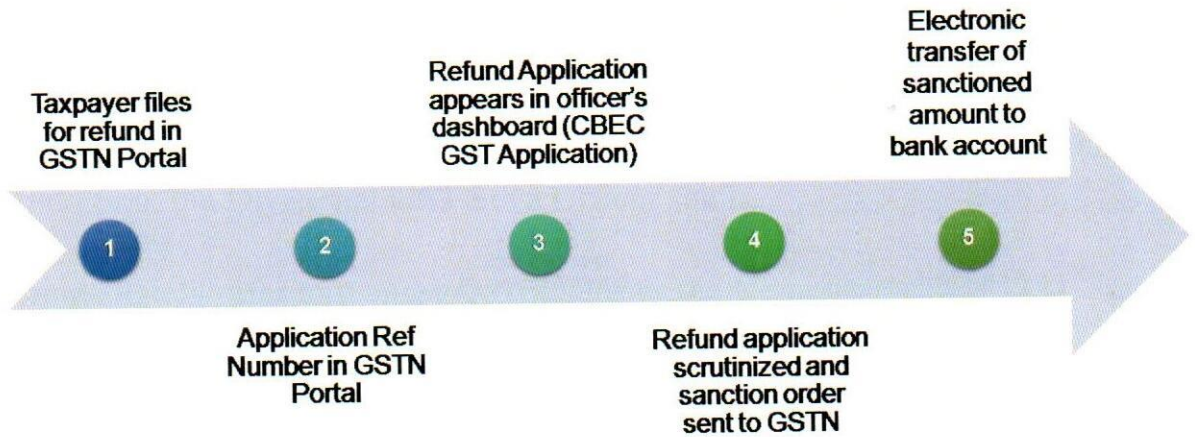 Taxpayer files
for refund in
GSTN Portal
1
Application Ref
Number in GSTN
Portal
2
Refund Application
appears in officer's
dashboard (CBEC
GST Application)
3
Refund application
scrutinized and
sanction order
sent to GSTN
4
Electronic
transfer of
sanctioned
amount to
bank account
5